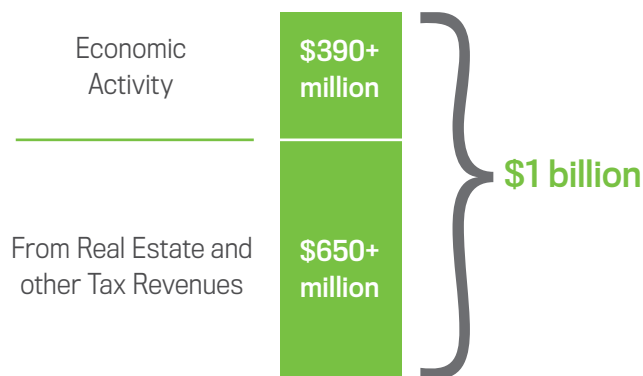 Economic
Activity
$390+
million
$1 billion
From Real Estate and
other Tax Revenues
$650+
million